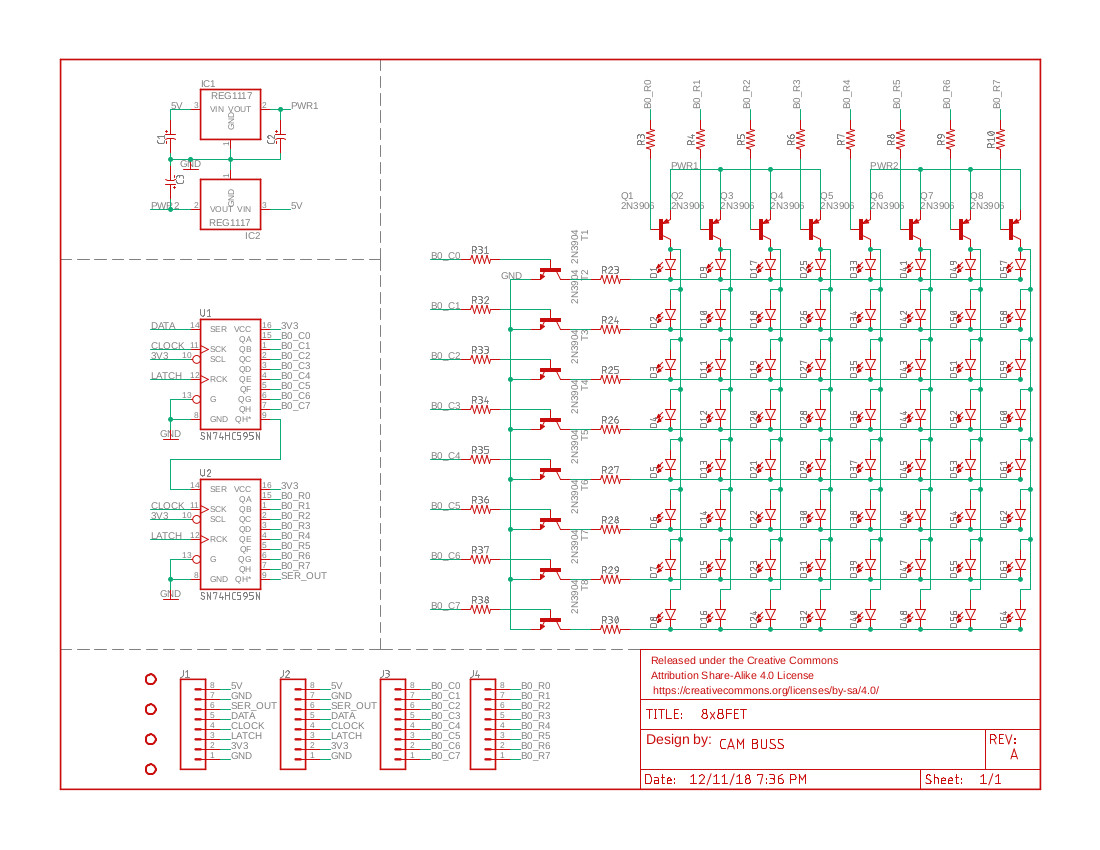 IC1
REG1117
5V 3 VIN VOUT 2 PWR1
GND
1
C1 C2
GND
C3
1
GND
PWR2 2 VOUT VIN 3 5V
REG1117
IC2
U1
DATA 14 SER VCC 16 3V3
QA 15 B0_C0
CLOCK 11 SCK QB 1 B0_C1
3V3 10 SCL QC 2 B0_C2
QD 3 B0_C3
LATCH 12 RCK QE 4 B0_C4
QF 5 B0_C5
13 G QG 6 B0_C6
QH 7 B0_C7
8 GND QH* 9
GND
SN74HC595N
U2
14 SER VCC 16 3V3
QA 15 B0_R0
CLOCK 11 SCK QB 1 B0_R1
3V3 10 SCL QC 2 B0_R2
QD 3 B0_R3
LATCH 12 RCK QE 4 B0_R4
QF 5 B0_R5
13 G QG 6 B0_R6
QH 7 B0_R7
8 GND QH* 9 SER_OUT
GND
SN74HC595N
B0_R0 B0_R1 B0_R2 B0_R3 B0_R4 B0_R5 B0_R6 B0_R7
R3 R4 R5 R6 R7 R8 R9 R10
PWR1 PWR2
Q1 Q2 Q3 Q4 Q5 Q6 Q7 Q8
2N3906 2N3906 2N3906 2N3906 2N3906 2N3906 2N3906 2N3906
B0_C0 R31 2N3904 T1
GND R23 D1 D9 D17 D25 D33 D41 D49 D57
B0_C1 R32 2N3904 T2
R24 D2 D10 D18 D26 D34 D42 D50 D58
B0_C2 R33 2N3904 T3
R25 D3 D11 D19 D27 D35 D43 D51 D59
B0_C3 R34 2N3904 T4
R26 D4 D12 D20 D28 D36 D44 D52 D60
B0_C4 R35 2N3904 T5
R27 D5 D13 D21 D29 D37 D45 D53 D61
B0_C5 R36 2N3904 T6
R28 D6 D14 D22 D30 D38 D46 D54 D62
B0_C6 R37 2N3904 T7
R29 D7 D15 D23 D31 D39 D47 D55 D63
B0_C7 R38 2N3904 T8
R30 D8 D16 D24 D32 D40 D48 D56 D64
J1 J2 J3 J4
8 5V 8 5V 8 B0_C0 8 B0_R0
7 GND 7 GND 7 B0_C1 7 B0_R1
6 SER_OUT 6 SER_OUT 6 B0_C2 6 B0_R2
5 DATA 5 DATA 5 B0_C3 5 B0_R3
4 CLOCK 4 CLOCK 4 B0_C4 4 B0_R4
3 LATCH 3 LATCH 3 B0_C5 3 B0_R5
2 3V3 2 3V3 2 B0_C6 2 B0_R6
1 GND 1 GND 1 B0_C7 1 B0_R7
Released under the Creative Commons
Attribution Share-Alike 4.0 License
https://creativecommons.org/licenses/by-sa/4.0/
TITLE: 8x8FET
Design by: CAM BUSS
REV:
A
Date: 12/11/18 7:36 PM
Sheet: 1/1